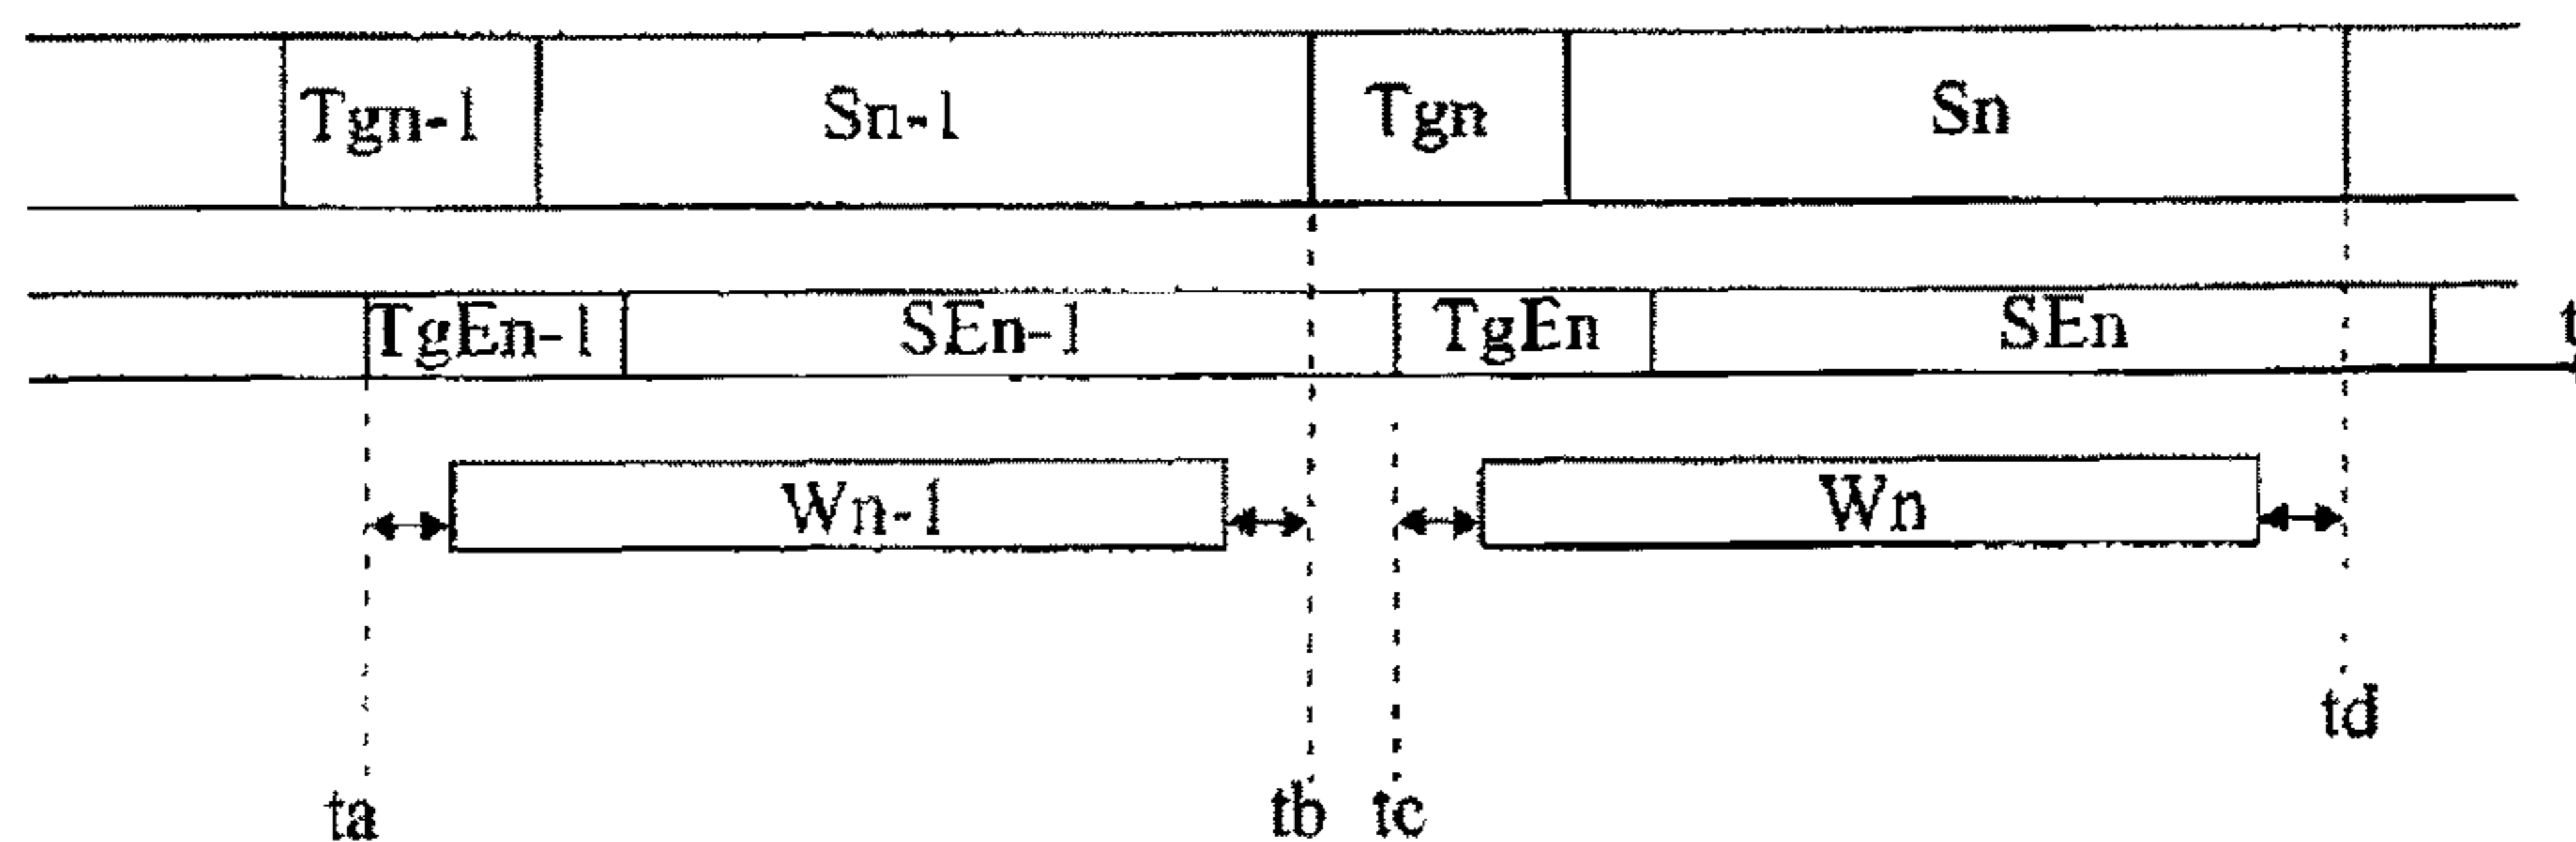 Tgn-1 Sn-1 Tgn Sn
TgEn-1 SEn-1 TgEn SEn t
Wn-1 Wn
td
ta tb tc